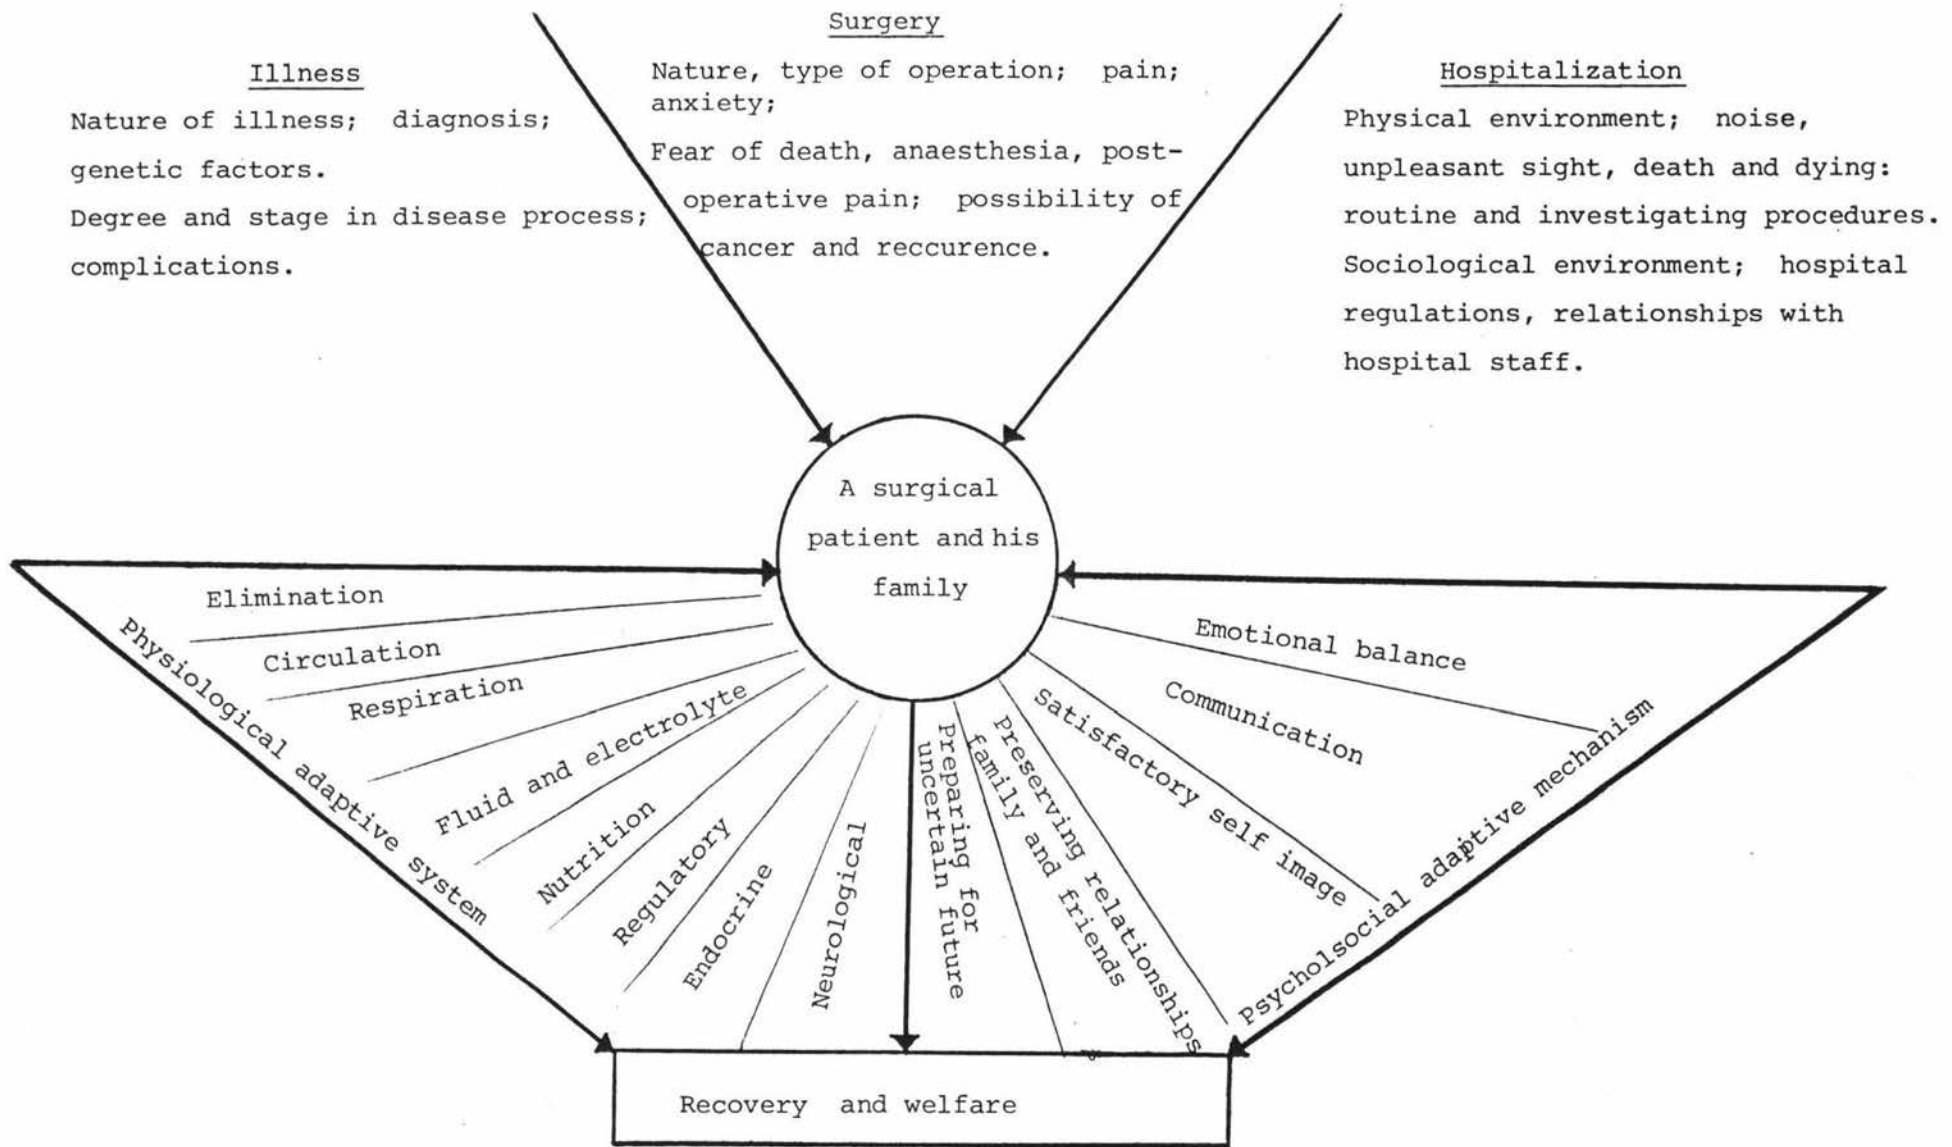 Surgery
Nature, type of operation; pain;
anxiety;
Fear of death, anaesthesia, post-
operative pain; possibility of
cancer and reccurence.
Illness
Nature of illness; diagnosis;
genetic factors.
Degree and stage in disease process;
complications.
Hospitalization
Physical environment; noise,
unpleasant sight, death and dying:
routine and investigating procedures.
Sociological environment; hospital
regulations, relationships with
hospital staff.
A surgical
patient and his
family
Physiological adaptive system
Elimination
Circulation
Respiration
Fluid and electrolyte
Nutrition
Regulatory
Endocrine
Neurological
Preparing for
uncertain future
Preserving relationships
family and friends
Satisfactory self image
Communication
Emotional balance
Psycholsocial adaptive mechanism
Recovery and welfare